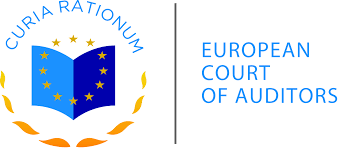 CURIA RATIONUM
EUROPEAN
COURT
OF AUDITORS